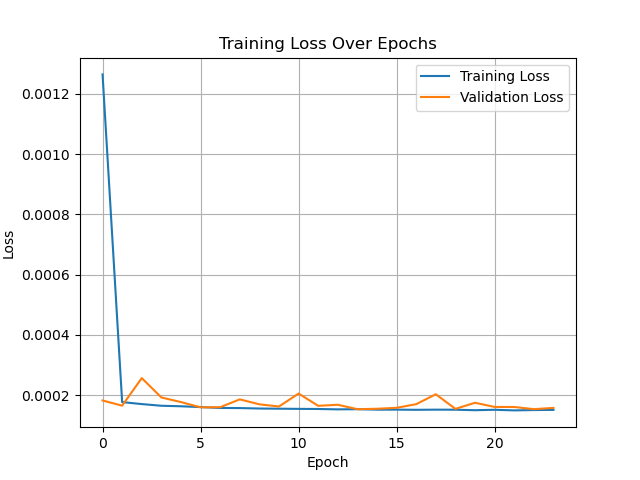 Training Loss Over Epochs
Training Loss
Validation Loss
0.0012
0.0010
0.0008
0.0006
0.0004
0.0002
Loss
0
5
10
15
20
Epoch